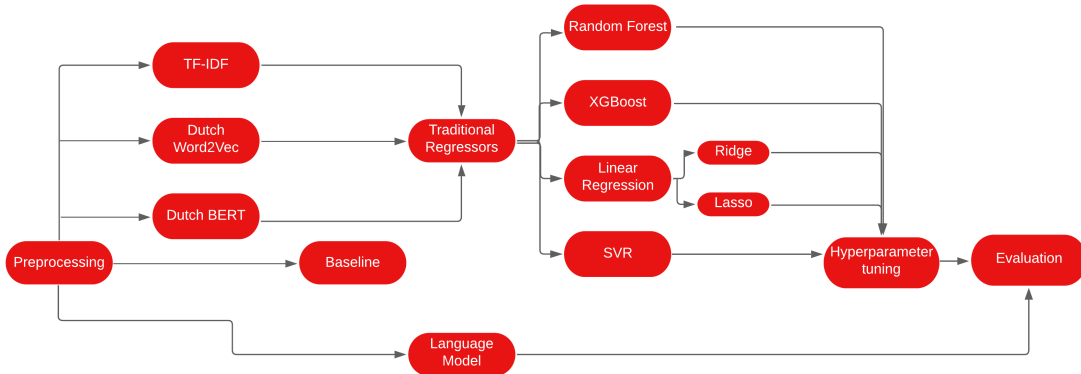 Random Forest
TF-IDF
XGBoost
Dutch
Word2Vec
Traditional
Regressors
Ridge
Linear
Regression
Lasso
Dutch BERT
SVR
Preprocessing
Baseline
Hyperparameter
tuning
Evaluation
Language
Model